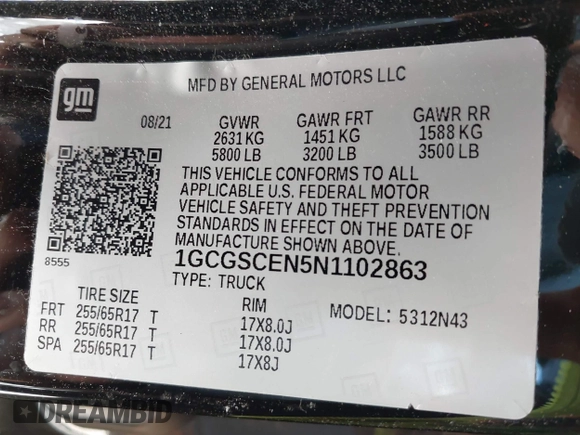 gm
MFD BY GENERAL MOTORS LLC
08/21 GVWR GAWR FRT GAWR RR
2631 KG 1451 KG 1588 KG
5800 LB 3200 LB 3500 LB
THIS VEHICLE CONFORMS TO ALL
APPLICABLE U.S. FEDERAL MOTOR
VEHICLE SAFETY AND THEFT PREVENTION
STANDARDS IN EFFECT ON THE DATE OF
MANUFACTURE SHOWN ABOVE.
8555
1GCGSCEN5N1102863
TYPE: TRUCK
TIRE SIZE RIM MODEL: 5312N43
FRT 255/65R17 T 17X8.0J
RR 255/65R17 T 17X8.0J
SPA 255/65R17 T 17X8J
DREAMBID